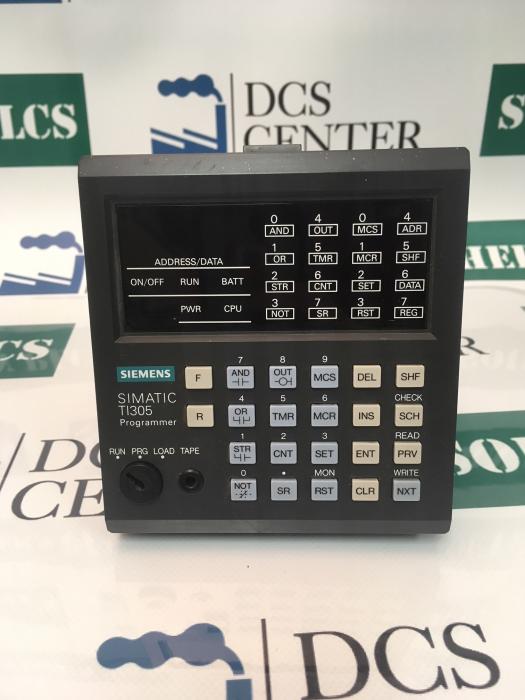 DCS
CENTER
LCS
SHELCS
SHELCS
0 4 0 4
AND OUT MCS ADR
1 5 1 5
OR TMR MCR SHF
ADDRESS/DATA
2 6 2 6
STR CNT SET DATA
ON/OFF RUN BATT
3 7 3 7
NOT SR RST REG
PWR CPU
SIEMENS
SIMATIC
TI305
Programmer
7 8 9
F AND OUT MCS DEL SHF
4 5 6 CHECK
R OR TMR MCR INS SCH
1 2 3 READ
STR CNT SET ENT PRV
0 • MON WRITE
NOT SR RST CLR NXT
RUN PRG LOAD TAPE
DCS
CENTER
DCS